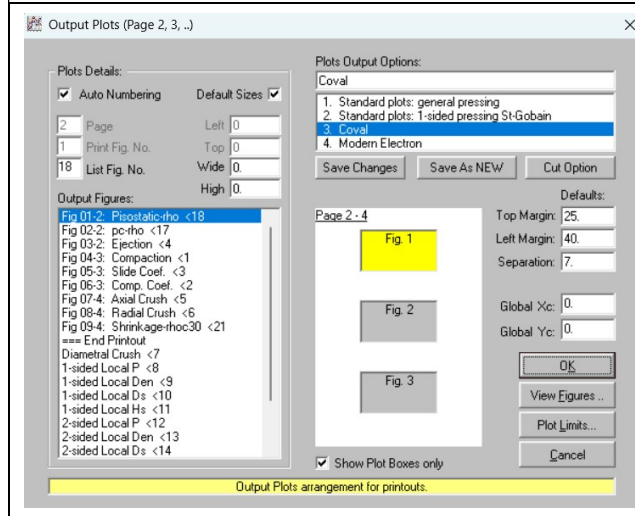 Output Plots (Page 2, 3, ..)
Plots Details:
Auto Numbering
Default Sizes
2 Page
Left 0
1 Print Fig. No.
Top 0
18 List Fig. No.
Wide 0.
High 0.
Output Figures:
Fig 01-2: Pisostatic-rho <18
Fig 02-2: pc-rho <17
Fig 03-2: Ejection <4
Fig 04-3: Compaction <1
Fig 05-3: Slide Coef. <3
Fig 06-3: Comp. Coef. <2
Fig 07-4: Axial Crush <5
Fig 08-4: Radial Crush <6
Fig 09-4: Shrinkage-rhoc30 <21
=== End Printout
Diametral Crush <7
1-sided Local P <8
1-sided Local Den <9
1-sided Local Ds <10
1-sided Local Hs <11
2-sided Local P <12
2-sided Local Den <13
2-sided Local Ds <14
Plots Output Options:
Coval
1. Standard plots: general pressing
2. Standard plots: 1-sided pressing St-Gobain
3. Coval
4. Modern Electron
Save Changes
Save As NEW
Cut Option
Page 2 - 4
Fig. 1
Fig. 2
Fig. 3
Show Plot Boxes only
Defaults:
Top Margin: 25.
Left Margin: 40.
Separation: 7.
Global Xc: 0.
Global Yc: 0.
OK
View Figures ..
Plot Limits...
Cancel
Output Plots arrangement for printouts.